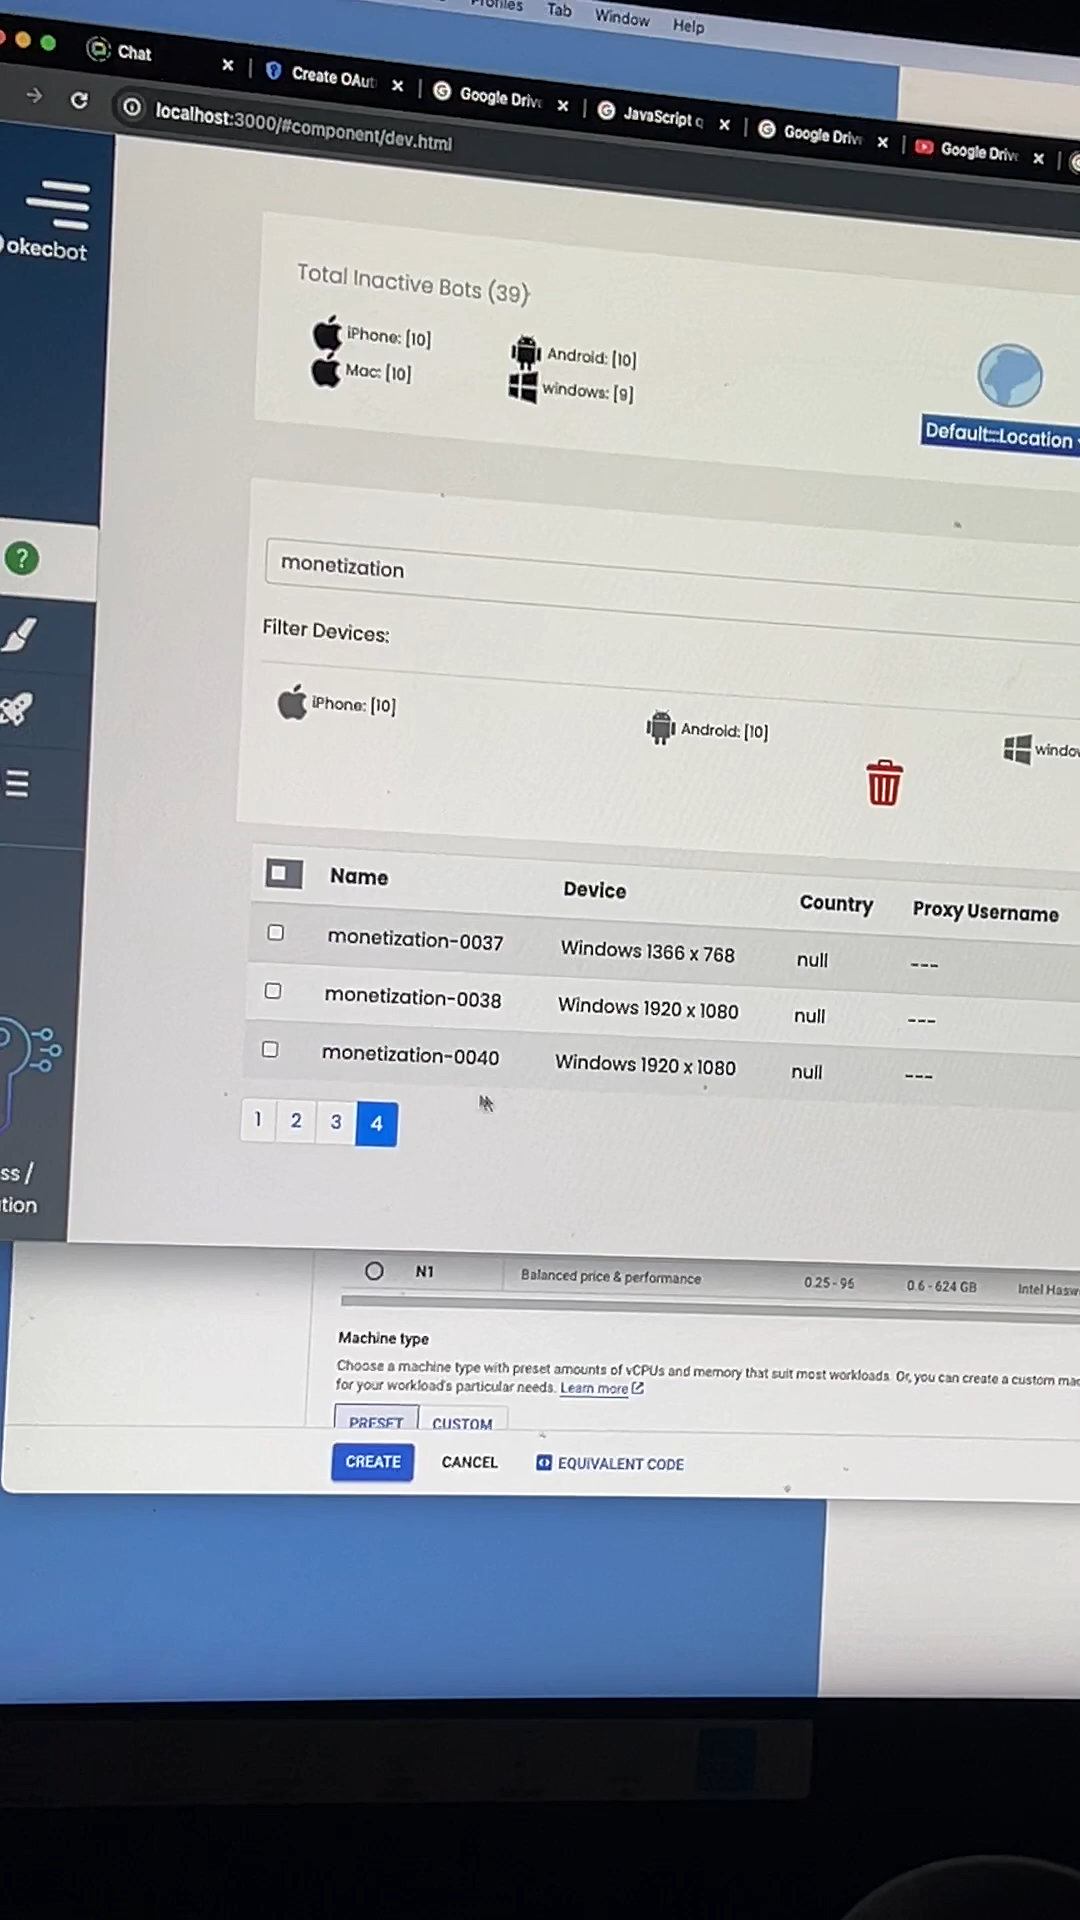 Profiles Tab Window Help
Chat
Create OAut
Google Drive
JavaScript q
Google Driv
Google Driv
localhost:3000/#component/dev.html
okecbot
Total Inactive Bots (39)
iPhone: [10]
Android: [10]
Mac: [10]
windows: [9]
Default::Location
monetization
Filter Devices:
iPhone: [10]
Android: [10]
window
?
Name Device Country Proxy Username
monetization-0037 Windows 1366 x 768 null ---
monetization-0038 Windows 1920 x 1080 null ---
monetization-0040 Windows 1920 x 1080 null ---
1 2 3 4
ss /
tion
N1 Balanced price & performance 0.25 - 96 0.6 - 624 GB Intel Hasw
Machine type
Choose a machine type with preset amounts of vCPUs and memory that suit most workloads. Or, you can create a custom mac
for your workload's particular needs. Learn more
PRESET CUSTOM
CREATE CANCEL EQUIVALENT CODE